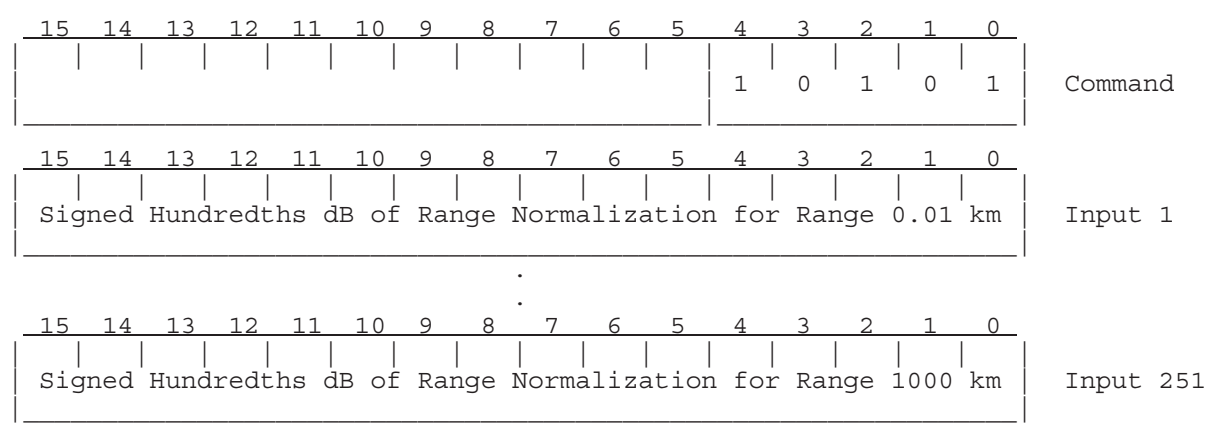 15 14 13 12 11 10 9 8 7 6 5 4 3 2 1 0
1 0 1 0 1 Command
15 14 13 12 11 10 9 8 7 6 5 4 3 2 1 0
Signed Hundredths dB of Range Normalization for Range 0.01 km Input 1
.
.
15 14 13 12 11 10 9 8 7 6 5 4 3 2 1 0
Signed Hundredths dB of Range Normalization for Range 1000 km Input 251